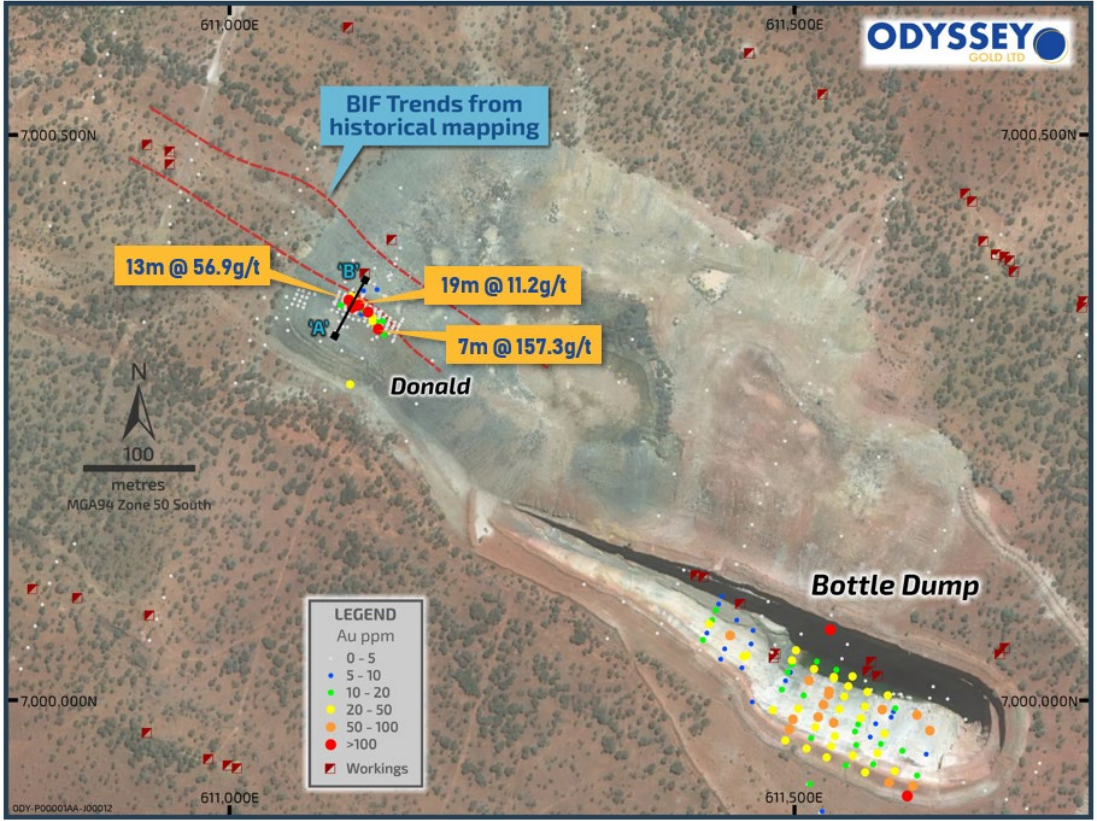 611,000E
611,500E
ODYSSEY
GOLD LTD
BIF Trends from
historical mapping
7,000,500N
7,000,500N
13m @ 56.9g/t
'B'
19m @ 11.2g/t
'A'
7m @ 157.3g/t
Donald
N
100
metres
MGA94 Zone 50 South
Bottle Dump
LEGEND
Au ppm
0 - 5
5 - 10
10 - 20
20 - 50
50 - 100
>100
Workings
7,000,000N
7,000,000N
ODY-P00001AA-J00012
611,000E
611,500E